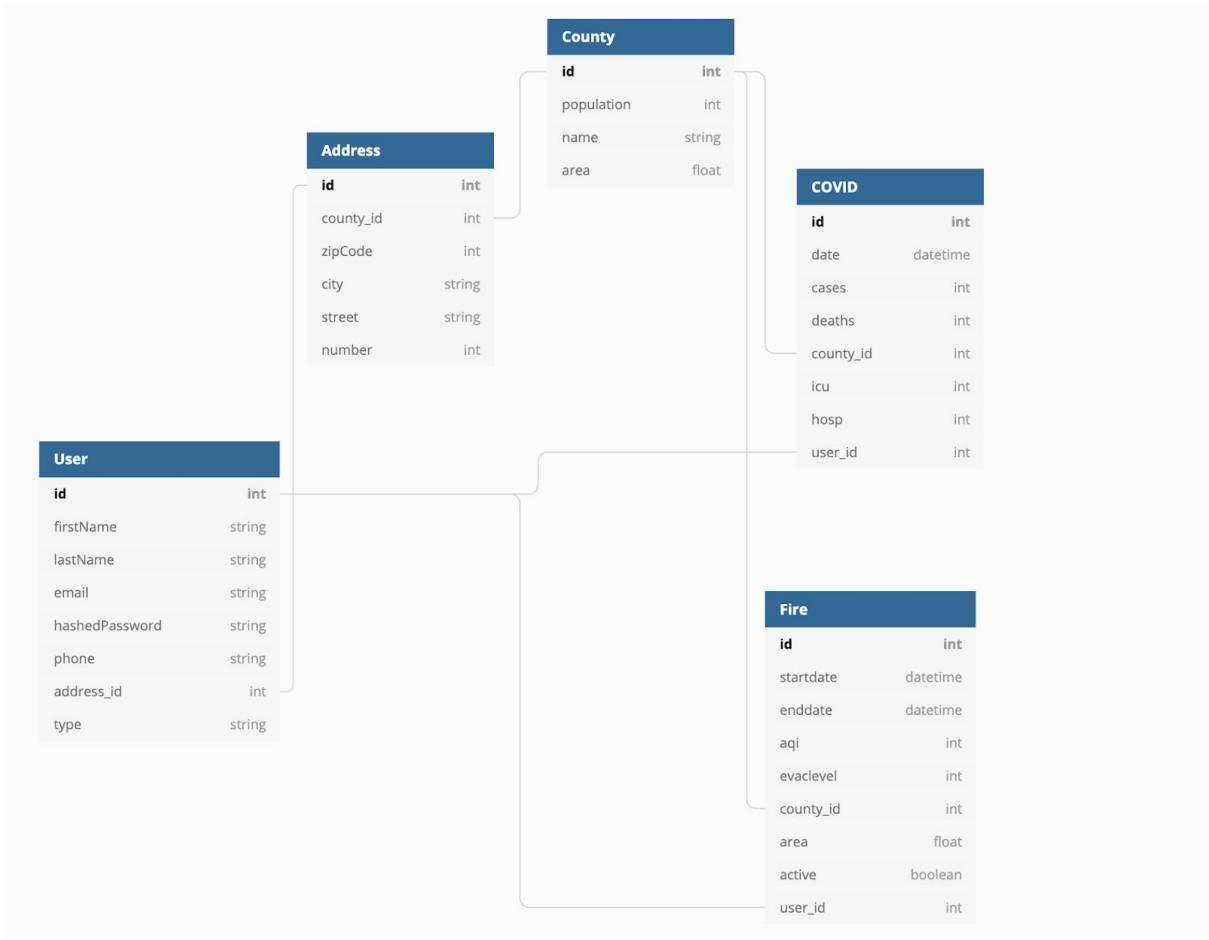 County
id int
population int
name string
area float
Address
id int
county_id int
zipCode int
city string
street string
number int
COVID
id int
date datetime
cases int
deaths int
county_id int
icu int
hosp int
user_id int
User
id int
firstName string
lastName string
email string
hashedPassword string
phone string
address_id int
type string
Fire
id int
startdate datetime
enddate datetime
aqi int
evaclevel int
county_id int
area float
active boolean
user_id int